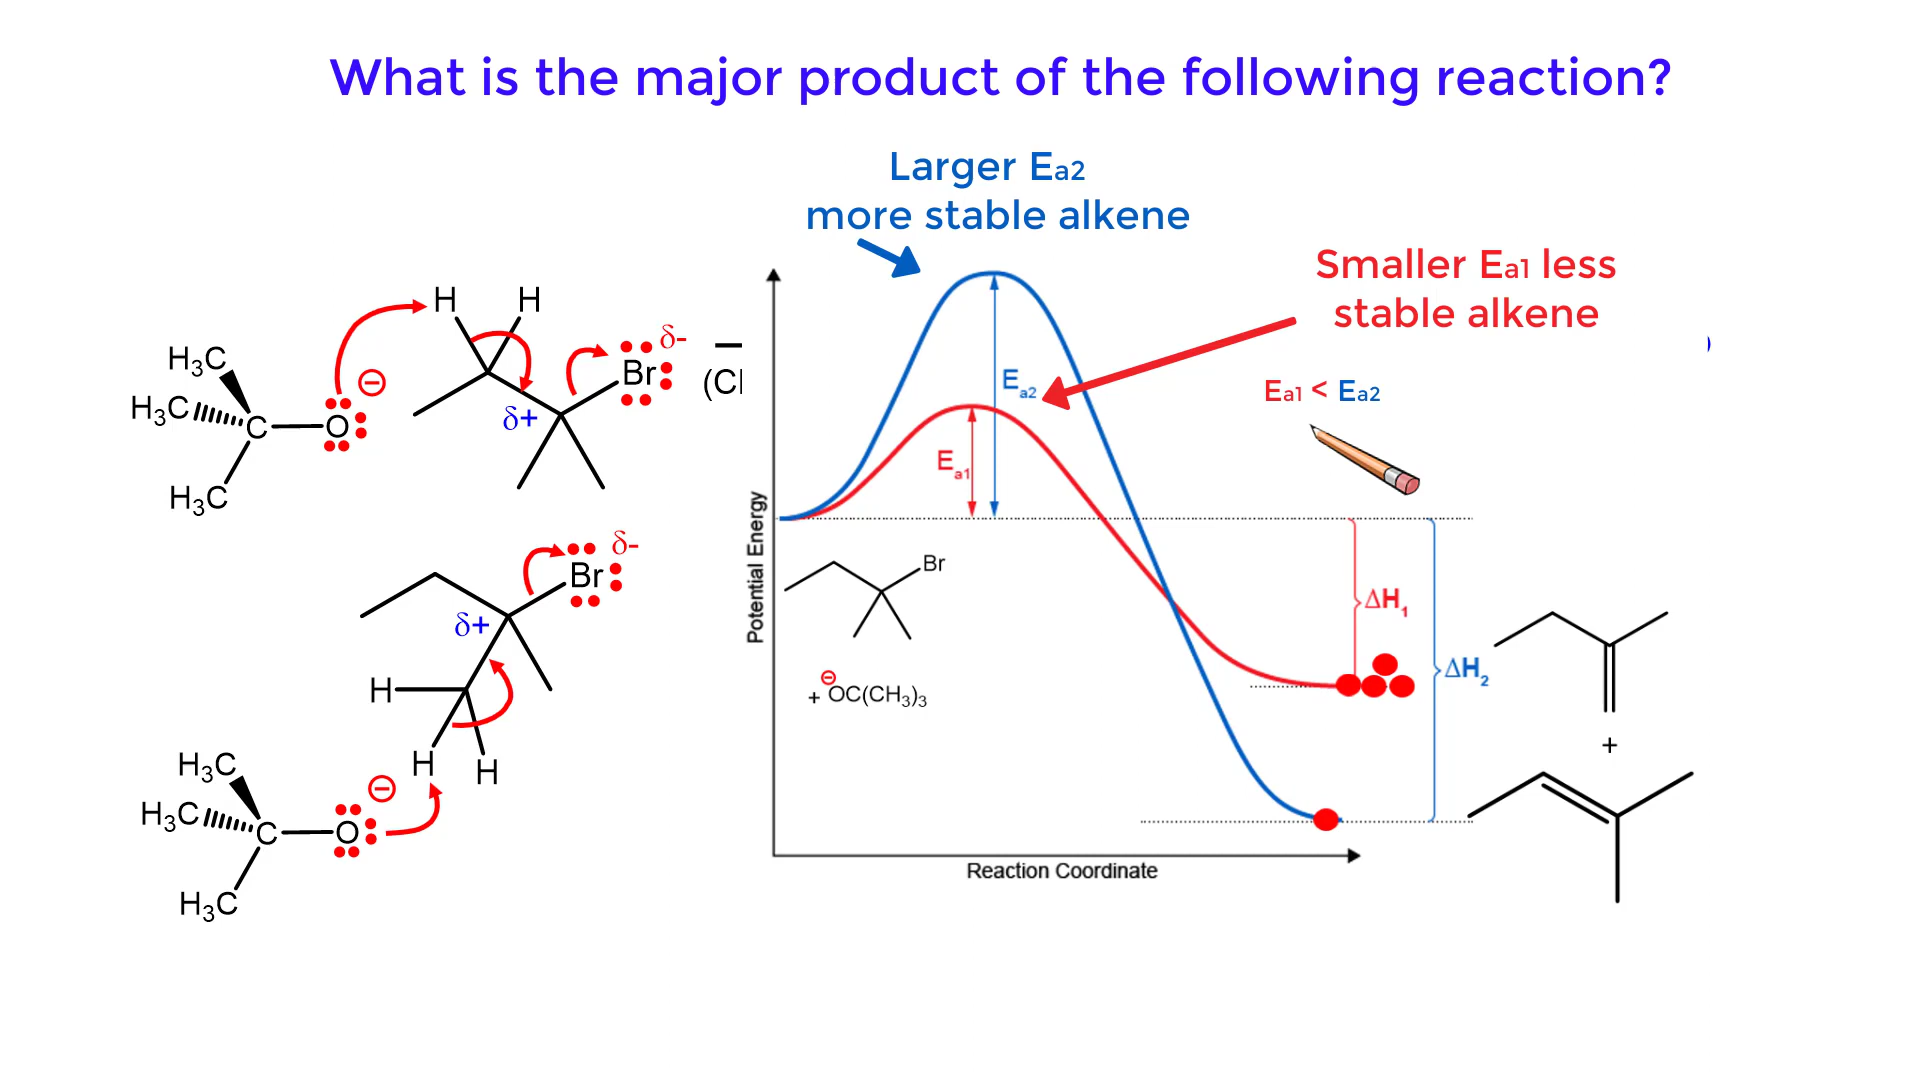 What is the major product of the following reaction?
Larger Ea2
more stable alkene
Smaller Ea1 less
stable alkene
Ea1 < Ea2
H H
δ-
Br
H₃C
⊖
H₃C
C
O
δ+
H₃C
(Cl
Ea2
Ea1
Potential Energy
Br
+ ⊖OC(CH₃)₃
ΔH₁
ΔH₂
+
Reaction Coordinate
δ-
Br
δ+
H
H
H
H₃C
⊖
H₃C
C
O
H₃C